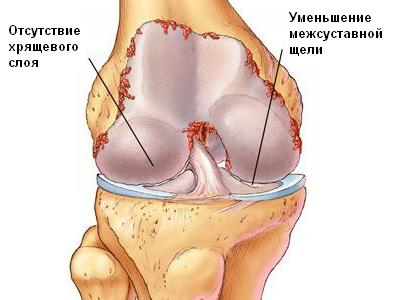 Отсутствие
хрящевого
слоя
Уменьшение
межсуставной
щели